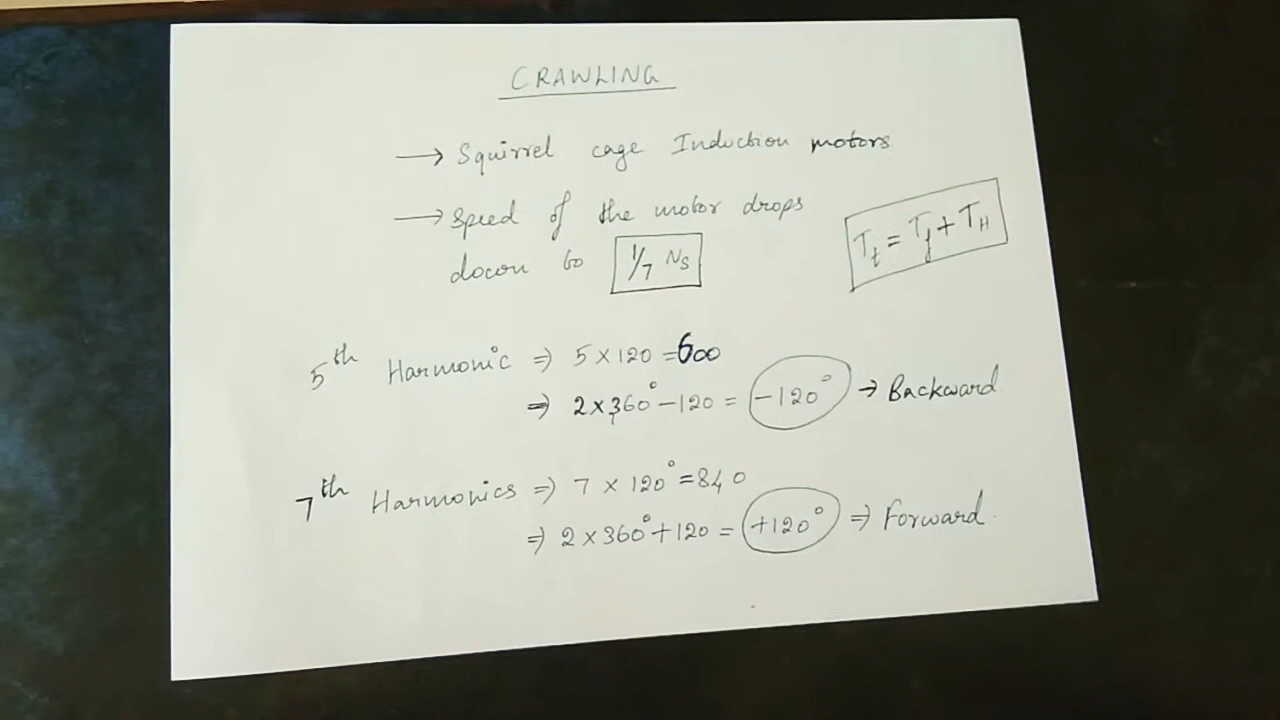 CRAWLING
→ Squirrel cage Induction motors
→ Speed of the motor drops
down to 1/7 Ns
Tt = Tf + TH
5th Harmonic ⇒ 5 × 120 = 600
⇒ 2 × 360° − 120 = −120° → Backward
7th Harmonics ⇒ 7 × 120° = 840
⇒ 2 × 360° + 120 = +120° ⇒ Forward.